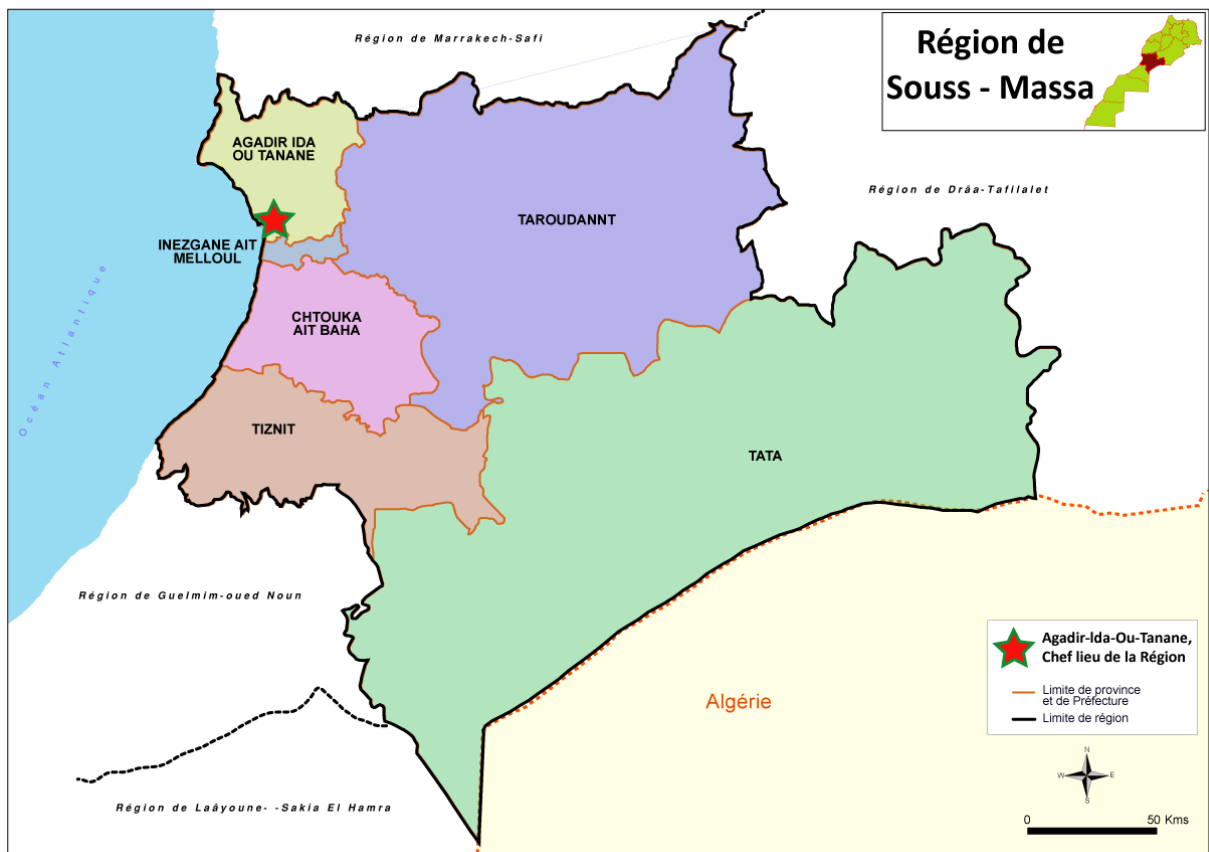 Région de Marrakech-Safi
Région de
Souss - Massa
AGADIR IDA
OU TANANE
Région de Drâa-Tafilalet
TAROUDANNT
INEZGANE AIT
MELLOUL
Océan Atlantique
CHTOUKA
AIT BAHA
TIZNIT
TATA
Région de Guelmim-oued Noun
Agadir-Ida-Ou-Tanane,
Chef lieu de la Région
Limite de province
et de Préfecture
Limite de région
Algérie
N
W
E
S
Région de Laâyoune- -Sakia El Hamra
0
50 Kms